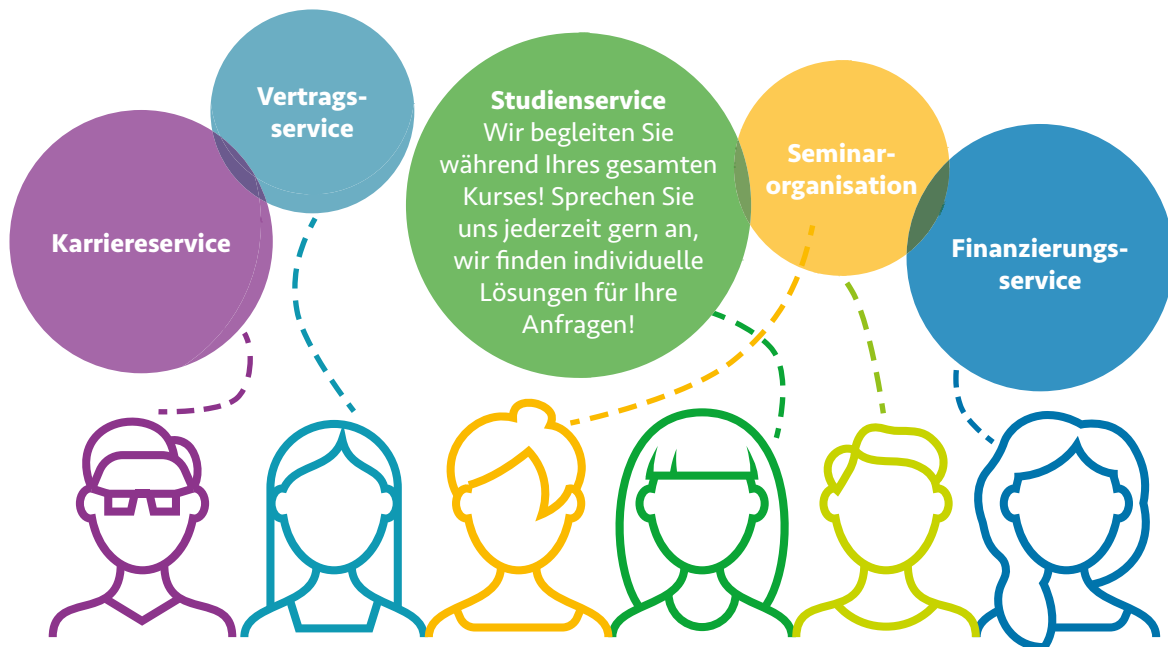 Karriereservice
Vertrags-
service
Studienservice
Wir begleiten Sie
während Ihres gesamten
Kurses! Sprechen Sie
uns jederzeit gern an,
wir finden individuelle
Lösungen für Ihre
Anfragen!
Seminar-
organisation
Finanzierungs-
service